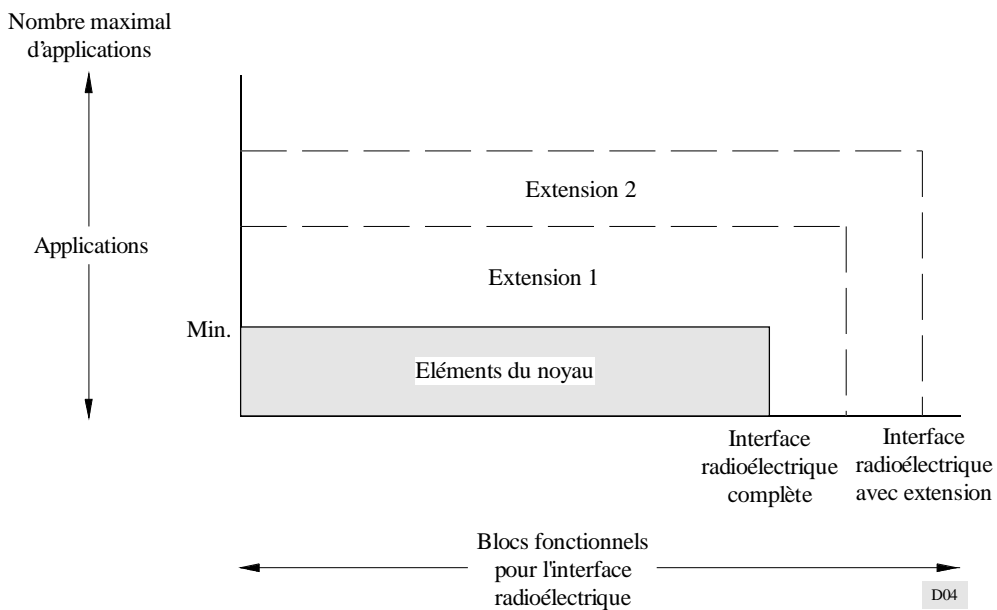 Nombre maximal
d'applications
Extension 2
Applications
Extension 1
Min.
Eléments du noyau
Interface
radioélectrique
complète
Interface
radioélectrique
avec extension
Blocs fonctionnels
pour l'interface
radioélectrique
D04